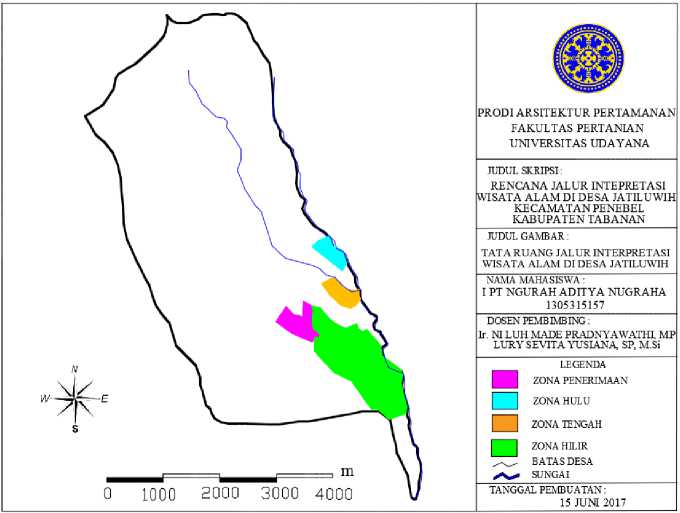 PRODI ARSITEKTUR PERTAMANAN
FAKULTAS PERTANIAN
UNIVERSITAS UDAYANA
JUDUL SKRIPSI :
RENCANA JALUR INTEPRETASI
WISATA ALAM DI DESA JATILUWIH
KECAMATAN PENEBEL
KABUPATEN TABANAN
JUDUL GAMBAR :
TATA RUANG JALUR INTERPRETASI
WISATA ALAM DI DESA JATILUWIH
NAMA MAHASISWA :
I PT NGURAH ADITYA NUGRAHA
1305315157
DOSEN PEMBIMBING :
Ir. NI LUH MADE PRADNYAWATHI, MP
LURY SEVITA YUSIANA, SP, M.Si
LEGENDA
ZONA PENERIMAAN
ZONA HULU
ZONA TENGAH
ZONA HILIR
BATAS DESA
SUNGAI
TANGGAL PEMBUATAN :
15 JUNI 2017
N
W E
S
m
0 1000 2000 3000 4000